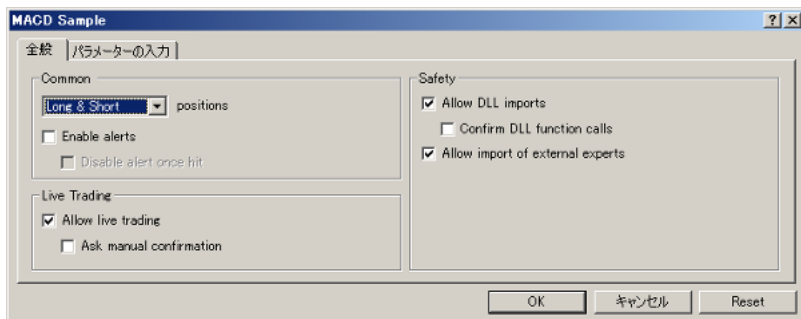 MACD Sample
全般
パラメーターの入力
Common
Long & Short positions
Enable alerts
Disable alert once hit
Live Trading
Allow live trading
Ask manual confirmation
Safety
Allow DLL imports
Confirm DLL function calls
Allow import of external experts
OK
キャンセル
Reset